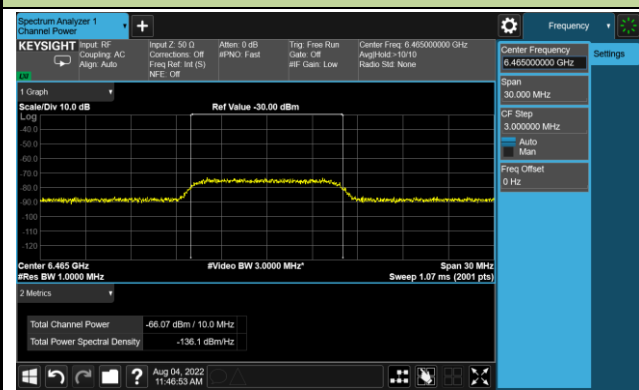 Spectrum Analyzer 1
Channel Power
+
Frequency
KEYSIGHT
Input: RF
Coupling: AC
Align: Auto
Input Z: 50 Ω
Corrections: Off
Freq Ref: Int (S)
NFE: Off
Atten: 0 dB
#PNO: Fast
Trig: Free Run
Gate: Off
#IF Gain: Low
Center Freq: 6.465000000 GHz
Avg|Hold:>10/10
Radio Std: None
Center Frequency
6.465000000 GHz
Settings
Span
30.000 MHz
CF Step
3.000000 MHz
Auto
Man
Freq Offset
0 Hz
1 Graph
Scale/Div 10.0 dB
Ref Value -30.00 dBm
Log
-40.0
-50.0
-60.0
-70.0
-80.0
-90.0
-100
-110
-120
Center 6.465 GHz
#Video BW 3.0000 MHz*
Span 30 MHz
#Res BW 1.0000 MHz
Sweep 1.07 ms (2001 pts)
2 Metrics
Total Channel Power -66.07 dBm / 10.0 MHz
Total Power Spectral Density -136.1 dBm/Hz
?
Aug 04, 2022
11:46:53 AM